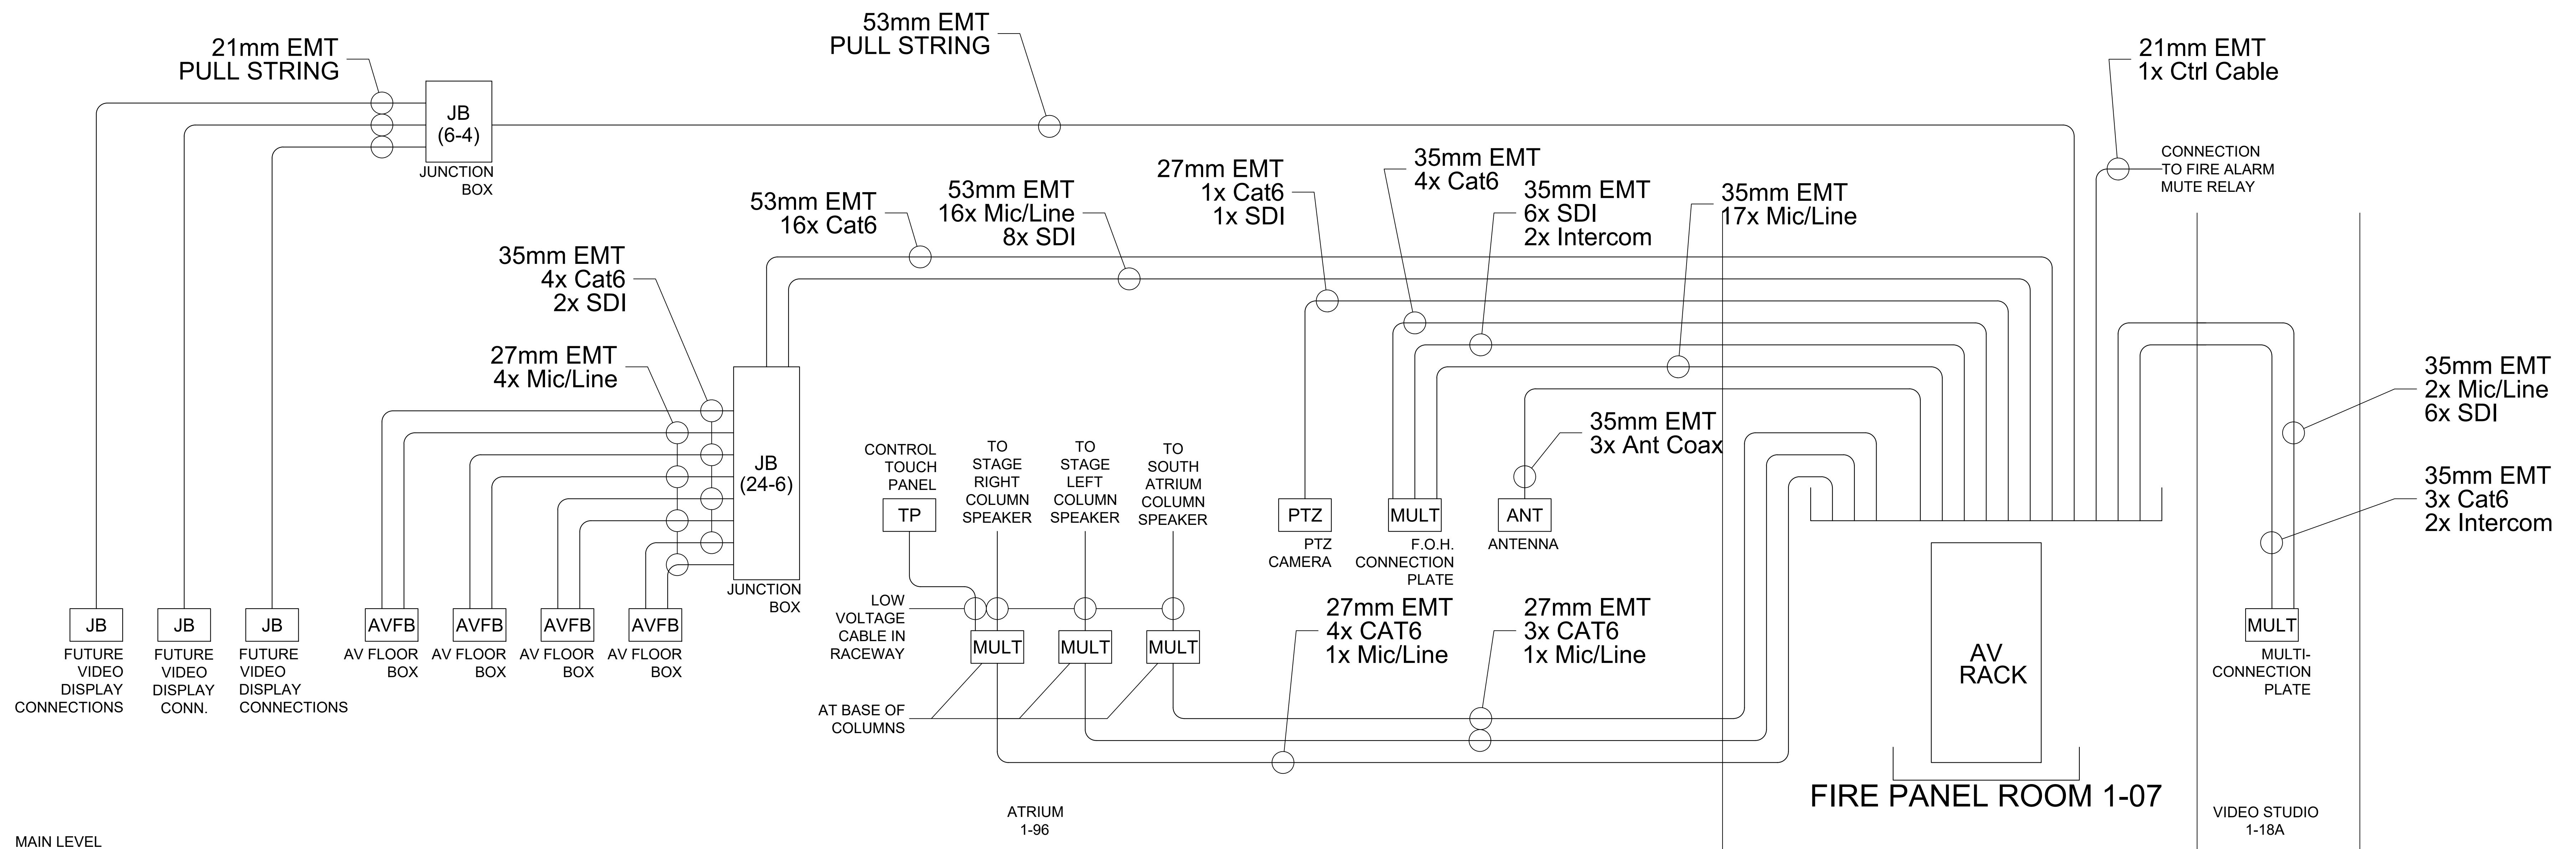 53mm EMT
PULL STRING
21mm EMT
PULL STRING
21mm EMT
1x Ctrl Cable
JB
(6-4)
JUNCTION
BOX
CONNECTION
TO FIRE ALARM
MUTE RELAY
53mm EMT
16x Cat6
53mm EMT
16x Mic/Line
8x SDI
27mm EMT
1x Cat6
1x SDI
35mm EMT
4x Cat6
35mm EMT
6x SDI
2x Intercom
35mm EMT
17x Mic/Line
35mm EMT
4x Cat6
2x SDI
27mm EMT
4x Mic/Line
JB
(24-6)
JUNCTION
BOX
35mm EMT
2x Mic/Line
6x SDI
35mm EMT
3x Cat6
2x Intercom
35mm EMT
3x Ant Coax
CONTROL
TOUCH
PANEL
TP
TO
STAGE
RIGHT
COLUMN
SPEAKER
TO
STAGE
LEFT
COLUMN
SPEAKER
TO
SOUTH
ATRIUM
COLUMN
SPEAKER
PTZ
PTZ
CAMERA
MULT
F.O.H.
CONNECTION
PLATE
ANT
ANTENNA
LOW
VOLTAGE
CABLE IN
RACEWAY
MULT
MULT
MULT
27mm EMT
4x CAT6
1x Mic/Line
27mm EMT
3x CAT6
1x Mic/Line
JB
FUTURE
VIDEO
DISPLAY
CONNECTIONS
JB
FUTURE
VIDEO
DISPLAY
CONN.
JB
FUTURE
VIDEO
DISPLAY
CONNECTIONS
AVFB
AV FLOOR
BOX
AVFB
AV FLOOR
BOX
AVFB
AV FLOOR
BOX
AVFB
AV FLOOR
BOX
AT BASE OF
COLUMNS
AV
RACK
MULT
MULTI-
CONNECTION
PLATE
FIRE PANEL ROOM 1-07
ATRIUM
1-96
VIDEO STUDIO
1-18A
MAIN LEVEL